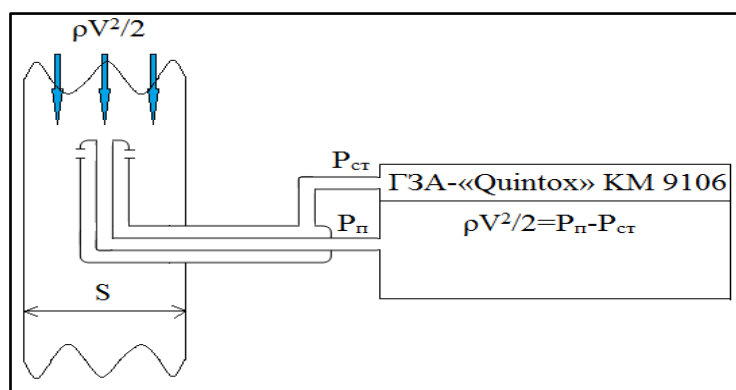 ρV²/2
Pст
ГЗА-«Quintox» КМ 9106
Pп
ρV²/2=Pп-Pст
S